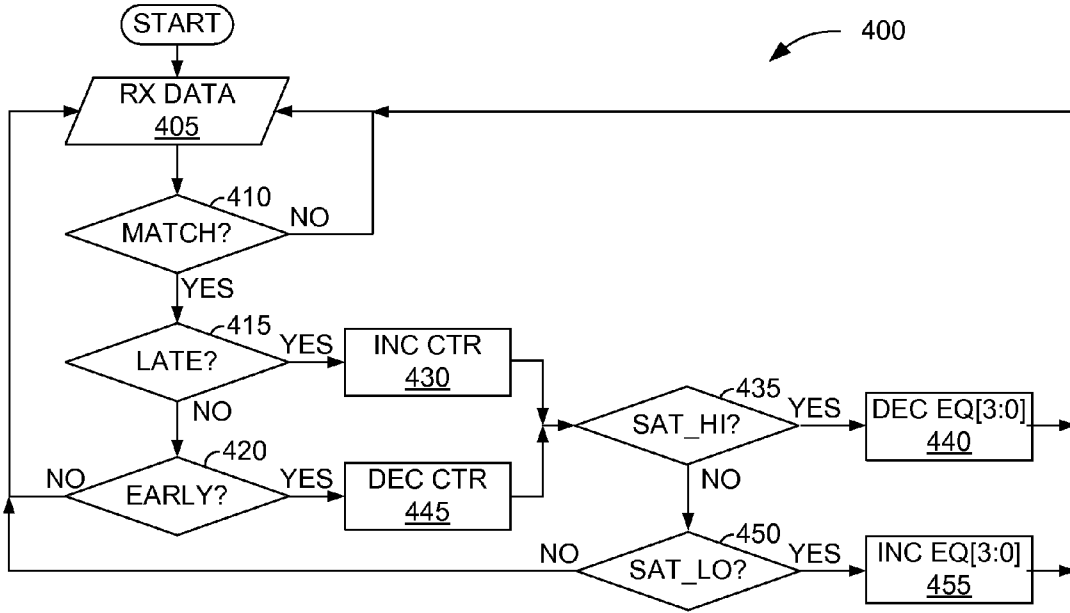 START
400
RX DATA
405
410
MATCH?
NO
YES
415
LATE?
YES
INC CTR
430
NO
435
SAT_HI?
YES
DEC EQ[3:0]
440
420
NO
EARLY?
YES
DEC CTR
445
NO
450
NO
SAT_LO?
YES
INC EQ[3:0]
455